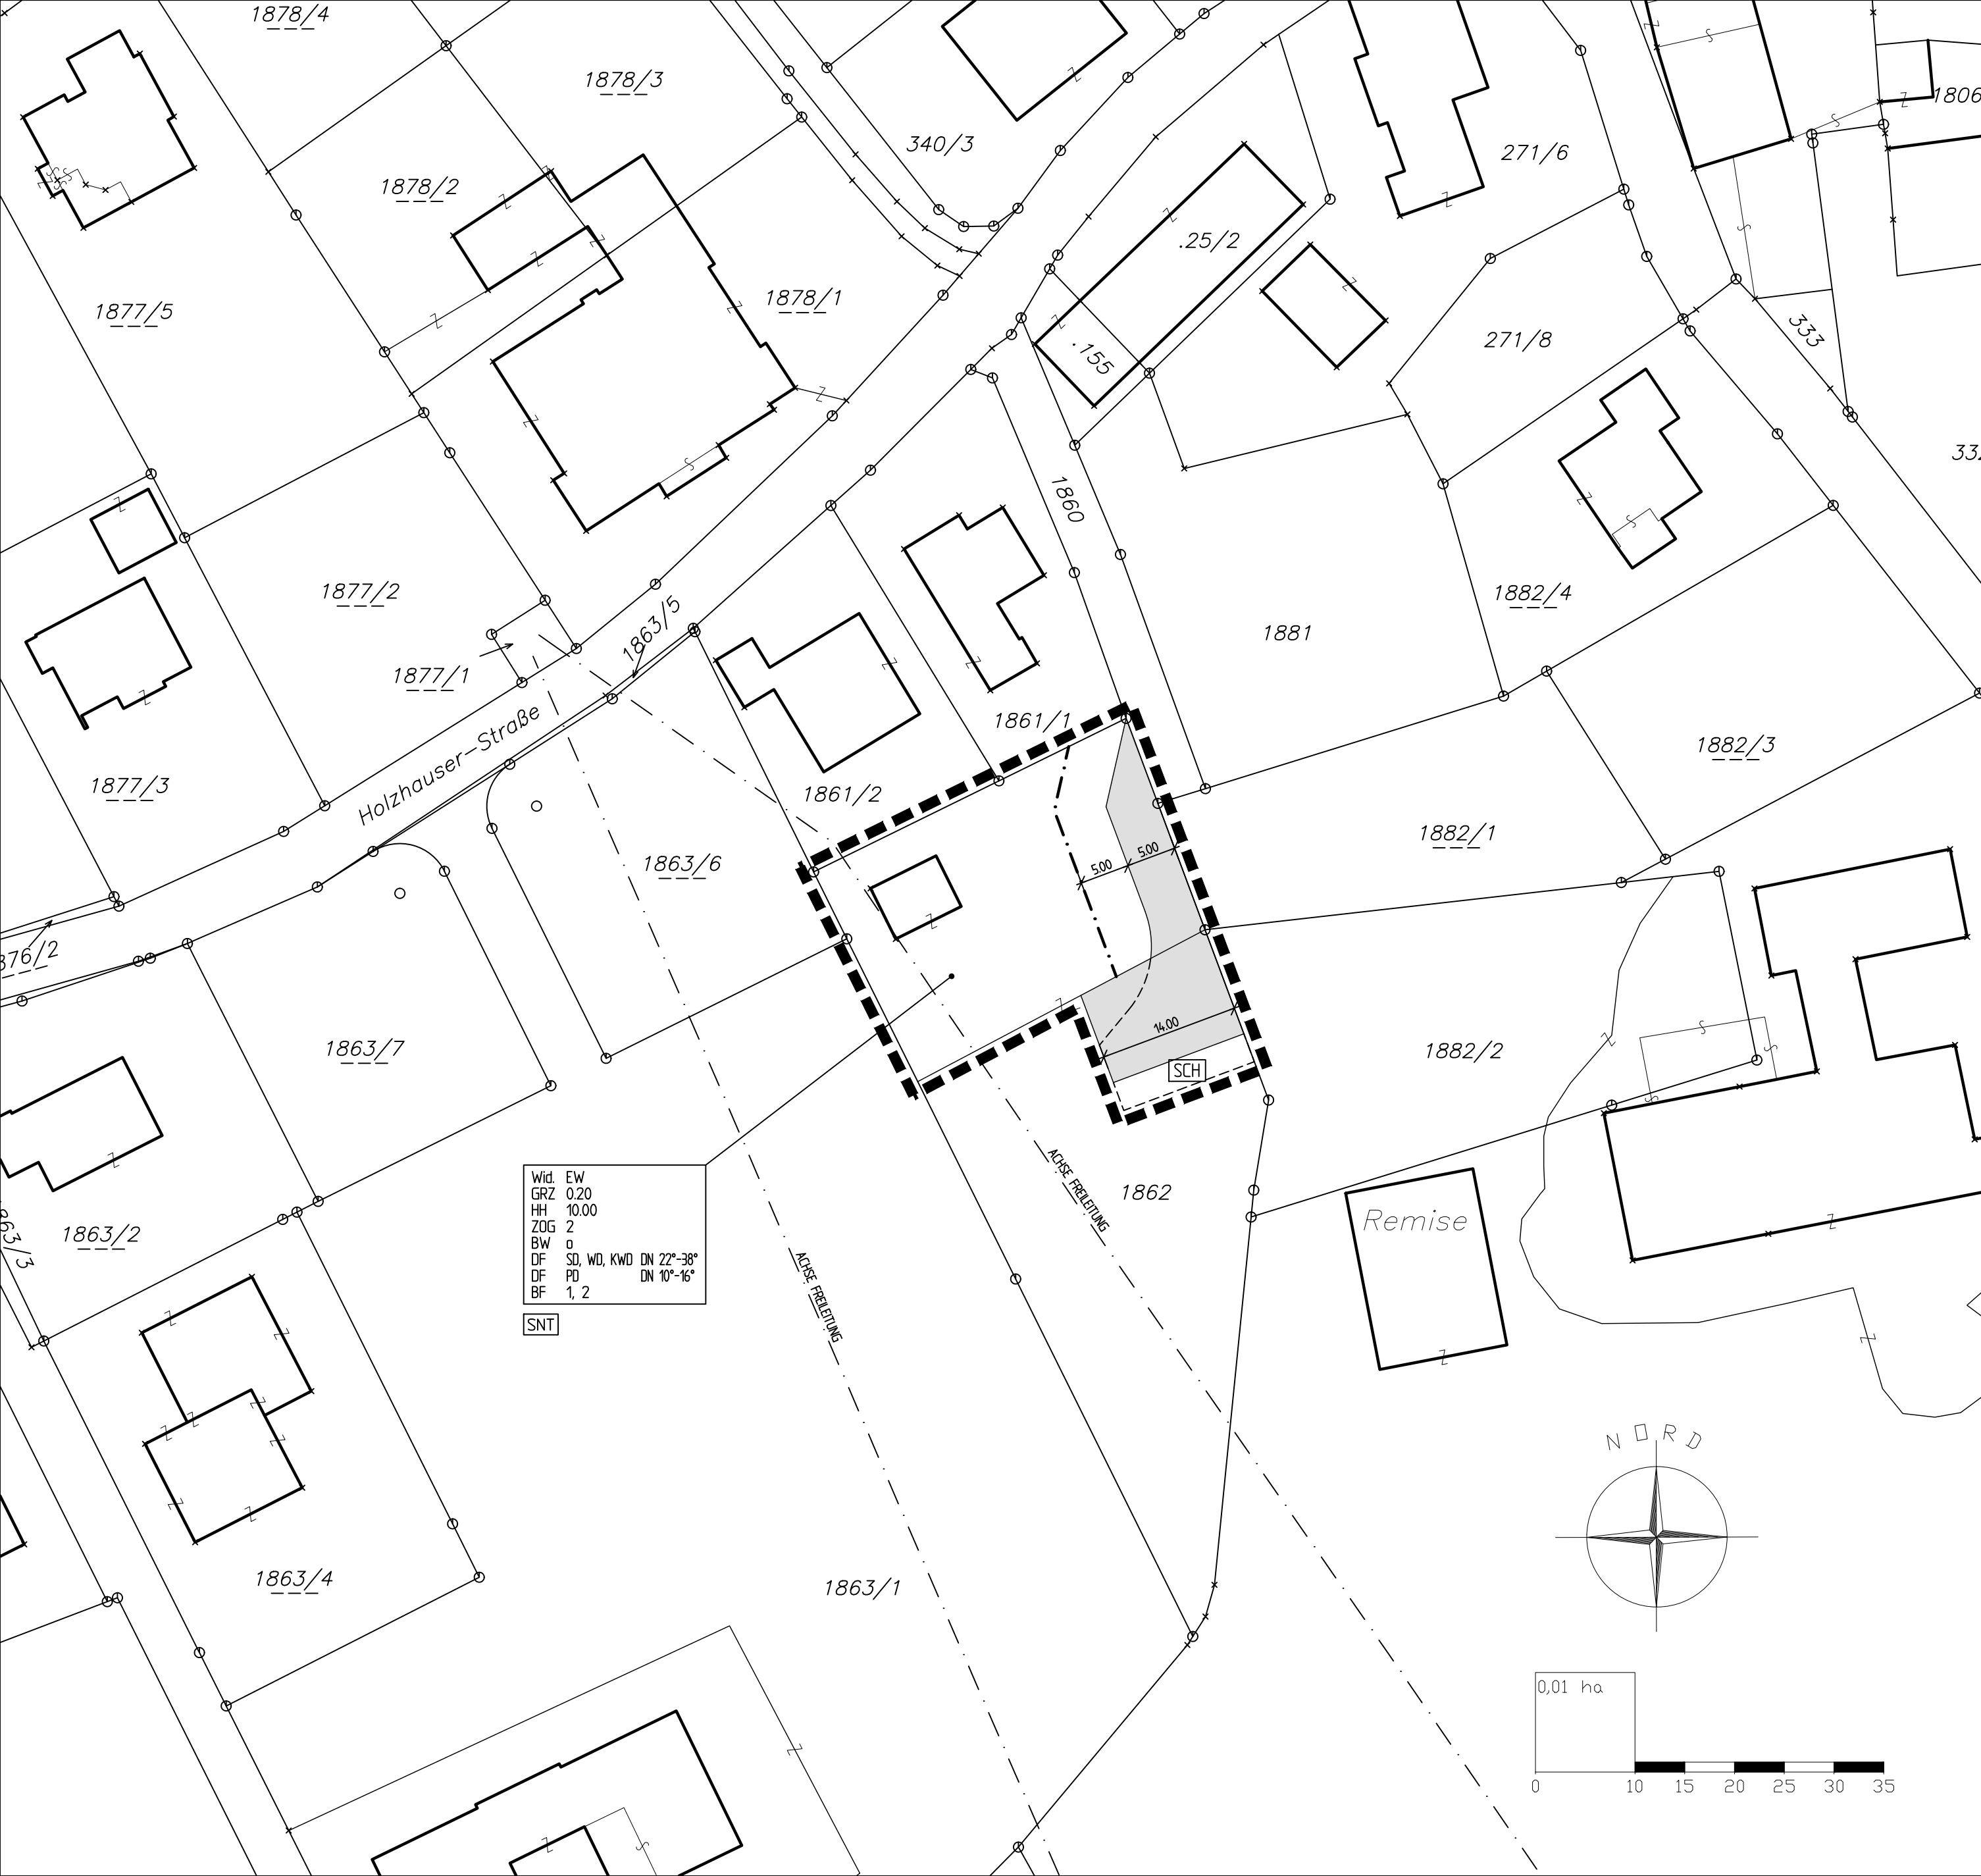 1878/4
1878/3
340/3
1806
271/6
1878/2
.25/2
1877/5
1878/1
333
271/8
.155
1860
1877/2
1882/4
1863/5
1881
1877/1
Holzhauser-Straße
1861/1
1882/3
1877/3
1861/2
1882/1
1863/6
5.00
5.00
1863/7
14.00
SCH
1882/2
Wid. EW
GRZ 0.20
HH 10.00
ZOG 2
BW o
DF SD, WD, KWD DN 22°-38°
DF PD DN 10°-16°
BF 1, 2
SNT
ACHSE FREILEITUNG
ACHSE FREILEITUNG
1862
Remise
1863/2
1863/4
1863/1
NORD
0,01 ha
0 10 15 20 25 30 35